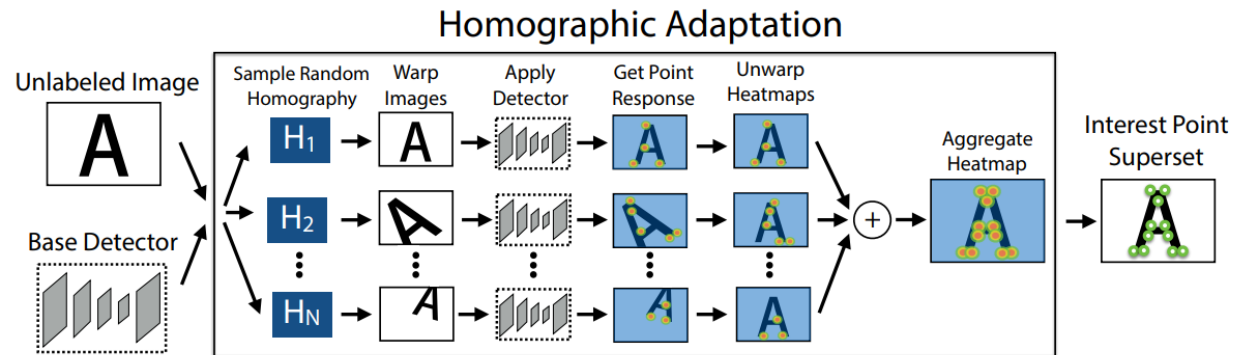 Homographic Adaptation
Unlabeled Image
A
Base Detector
Sample Random
Homography
Warp
Images
Apply
Detector
Get Point
Response
Unwarp
Heatmaps
H1
A
A
A
H2
A
A
A
HN
A
A
A
+
Aggregate
Heatmap
A
Interest Point
Superset
A